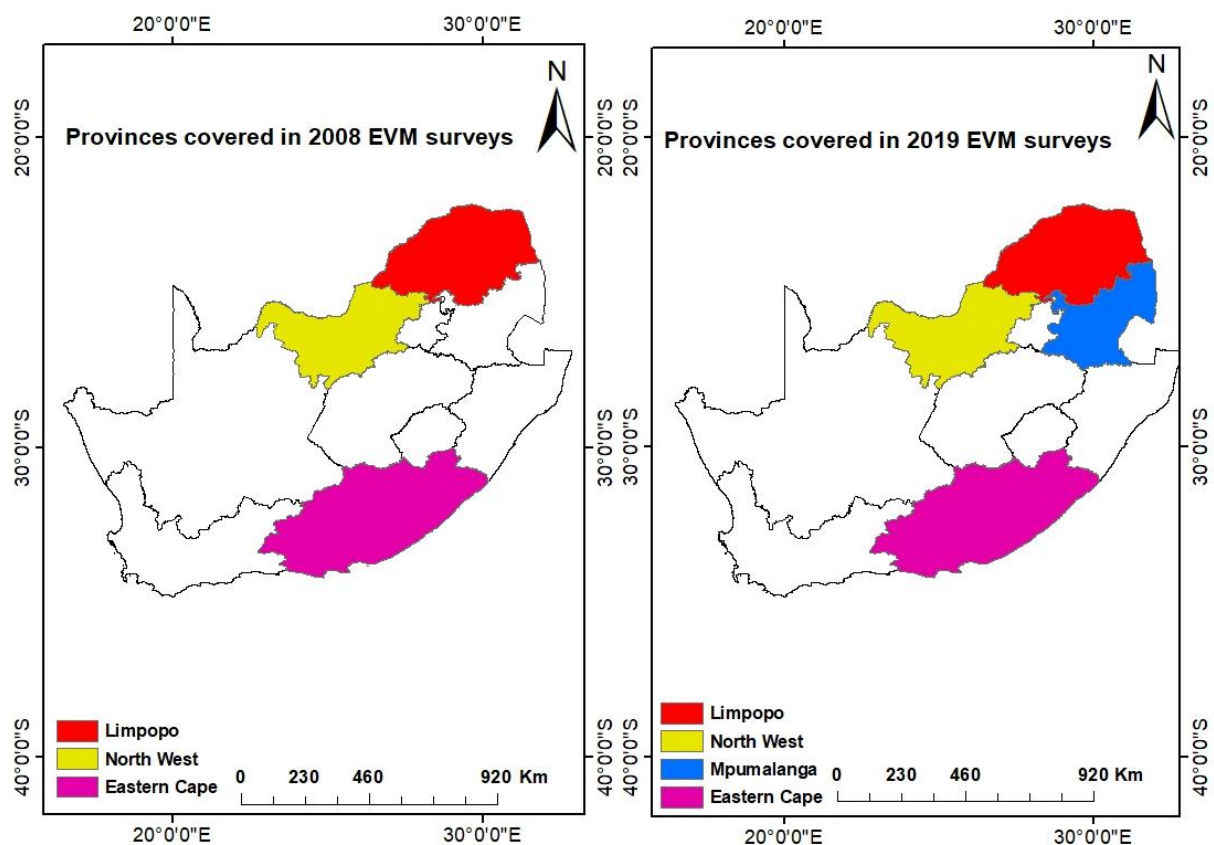 20°0'0"E 30°0'0"E
N
Provinces covered in 2008 EVM surveys
20°0'0"S
20°0'0"S
30°0'0"S
30°0'0"S
40°0'0"S
40°0'0"S
Limpopo
North West
Eastern Cape
0 230 460 920 Km
20°0'0"E 30°0'0"E
20°0'0"E 30°0'0"E
N
Provinces covered in 2019 EVM surveys
20°0'0"S
20°0'0"S
30°0'0"S
30°0'0"S
40°0'0"S
40°0'0"S
Limpopo
North West
Mpumalanga
Eastern Cape
0 230 460 920 Km
20°0'0"E 30°0'0"E